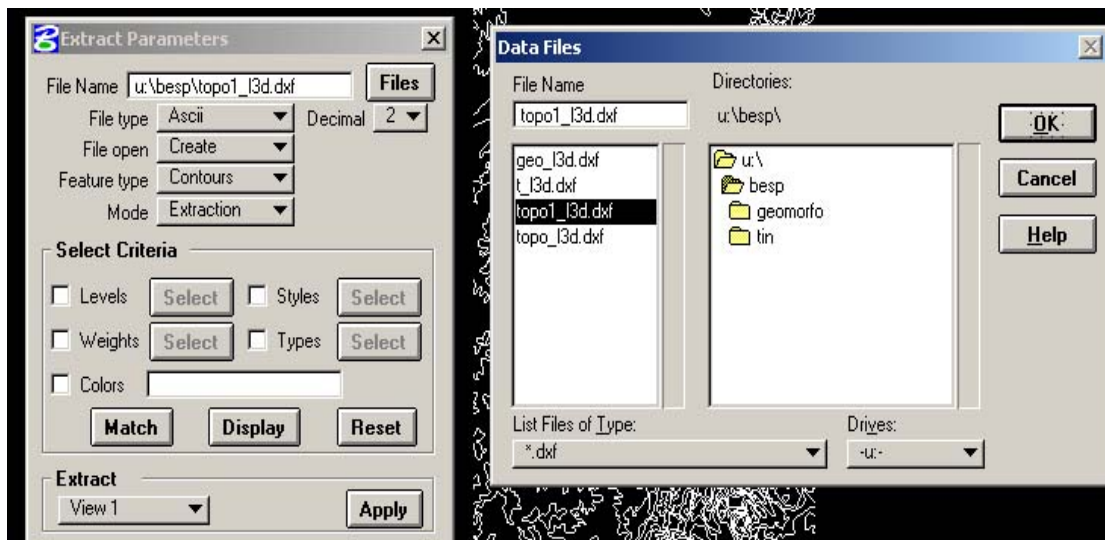 Extract Parameters
File Name u:\besp\topo1_l3d.dxf Files
File type Ascii Decimal 2
File open Create
Feature type Contours
Mode Extraction
Select Criteria
Levels Select Styles Select
Weights Select Types Select
Colors
Match Display Reset
Extract
View 1 Apply
Data Files
File Name Directories:
topo1_l3d.dxf u:\besp\ OK
geo_l3d.dxf u:\
t_l3d.dxf besp Cancel
topo1_l3d.dxf geomorfo
topo_l3d.dxf tin Help
List Files of Type: Drives:
*.dxf -u:-